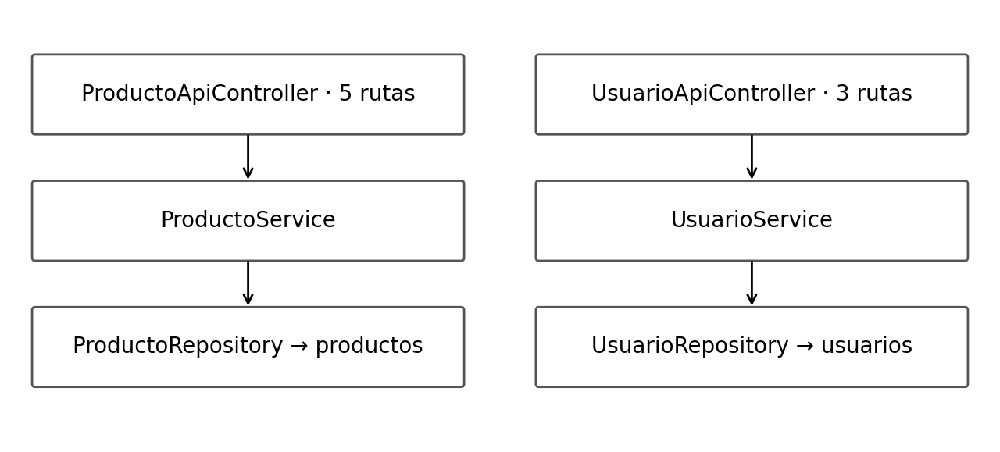 ProductoApiController · 5 rutas
UsuarioApiController · 3 rutas
ProductoService
UsuarioService
ProductoRepository → productos
UsuarioRepository → usuarios